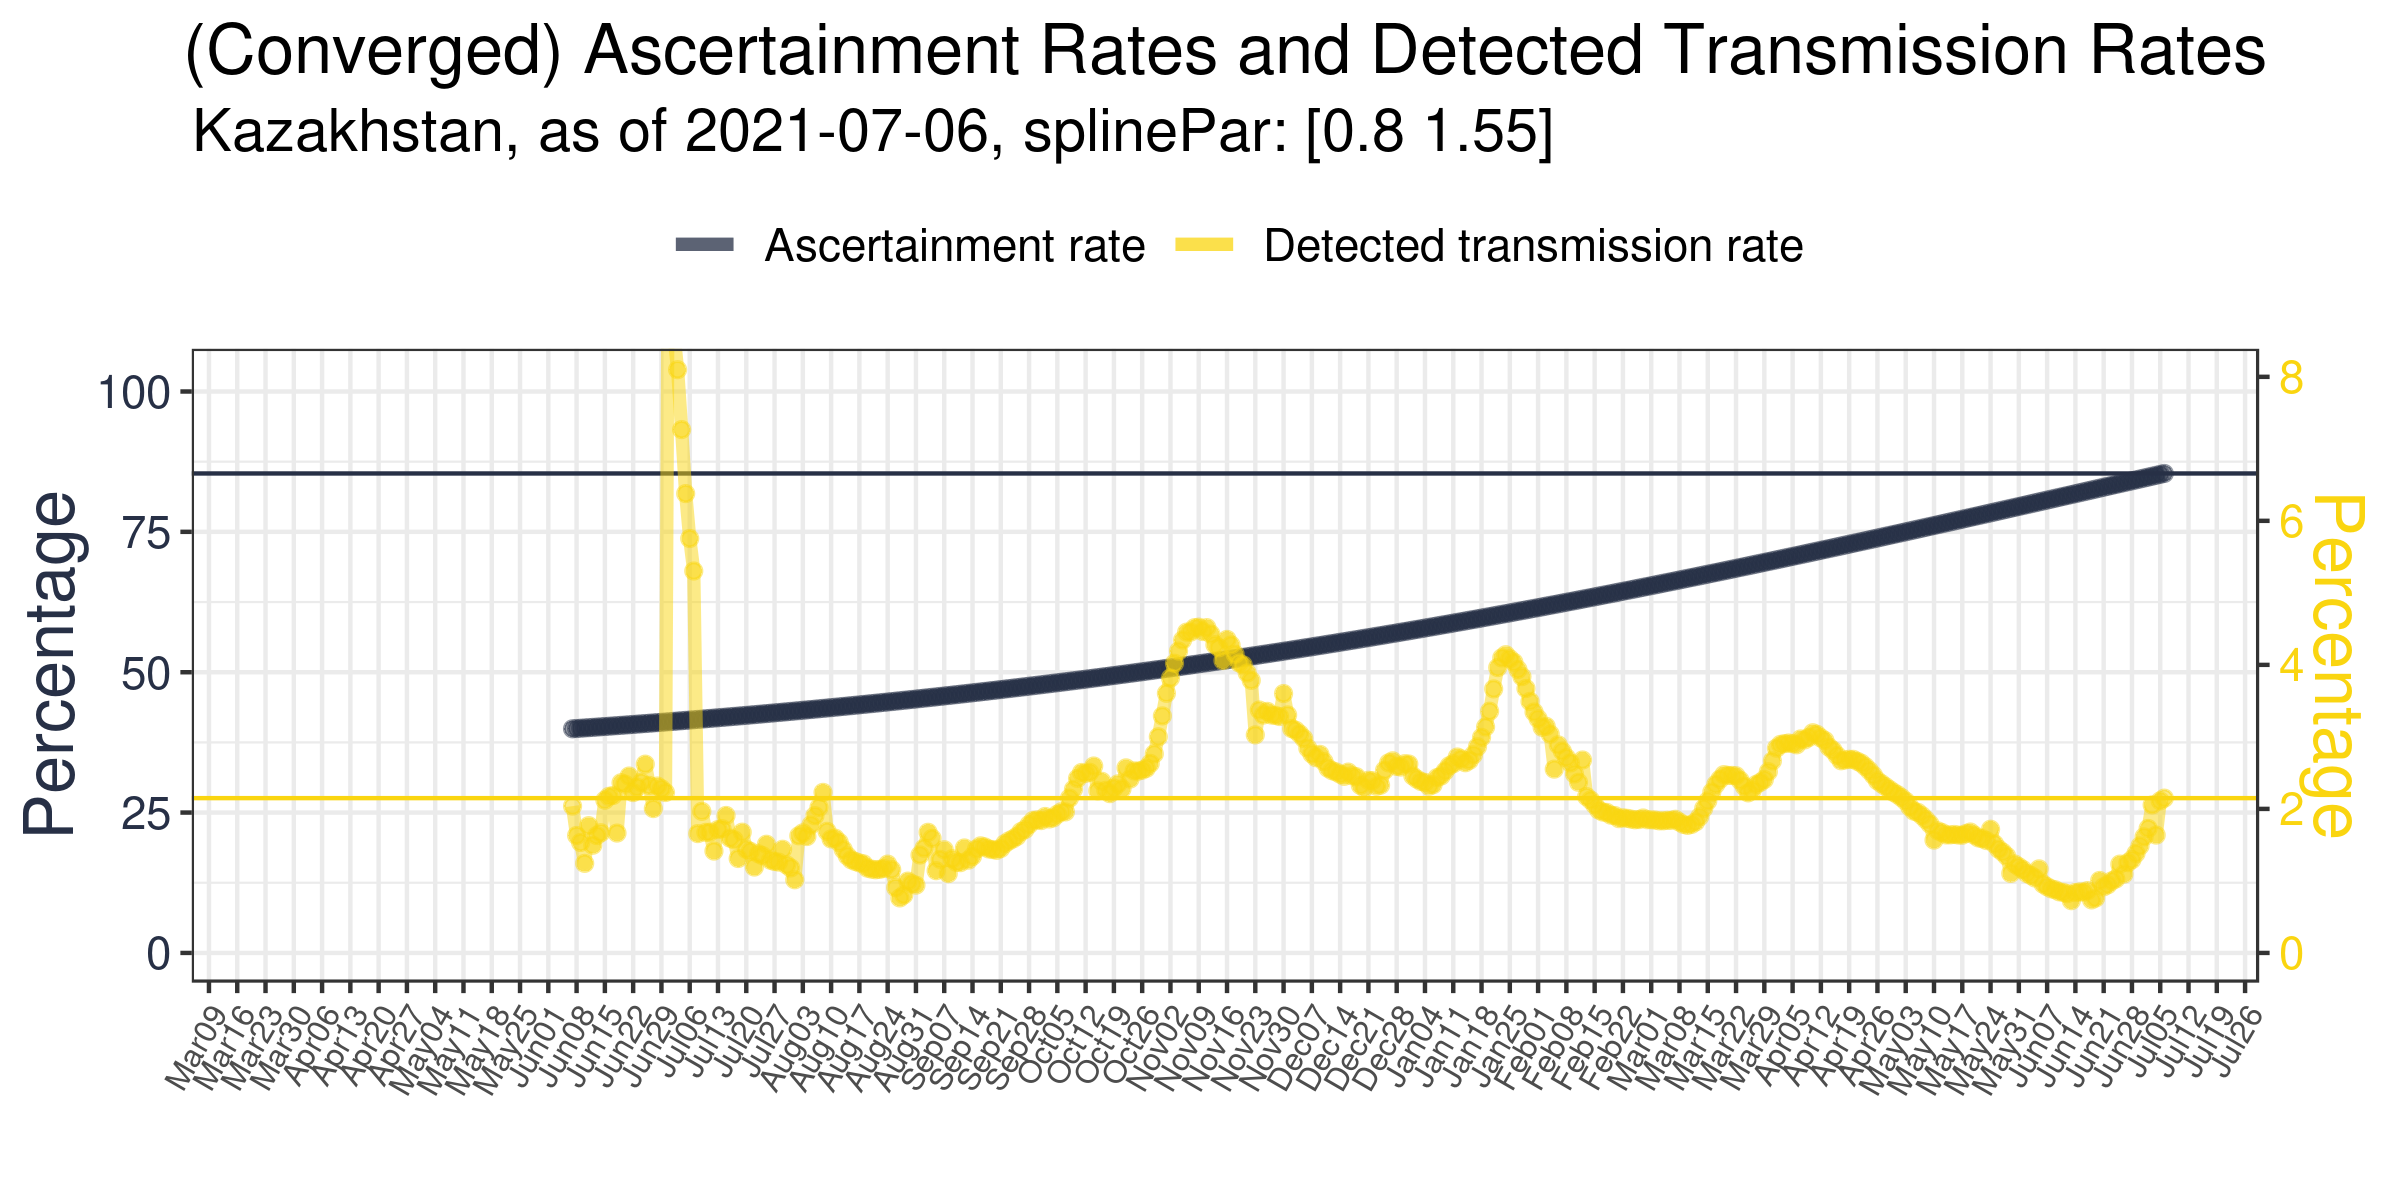 (Converged) Ascertainment Rates and Detected Transmission Rates
Kazakhstan, as of 2021-07-06, splinePar: [0.8 1.55]
Ascertainment rate
Detected transmission rate
Percentage
100
75
50
25
0
8
6
4
2
0
Percentage
Mar09
Mar16
Mar23
Mar30
Apr06
Apr13
Apr20
Apr27
May04
May11
May18
May25
Jun01
Jun08
Jun15
Jun22
Jun29
Jul06
Jul13
Jul20
Jul27
Aug03
Aug10
Aug17
Aug24
Aug31
Sep07
Sep14
Sep21
Sep28
Oct05
Oct12
Oct19
Oct26
Nov02
Nov09
Nov16
Nov23
Nov30
Dec07
Dec14
Dec21
Dec28
Jan04
Jan11
Jan18
Jan25
Feb01
Feb08
Feb15
Feb22
Mar01
Mar08
Mar15
Mar22
Mar29
Apr05
Apr12
Apr19
Apr26
May03
May10
May17
May24
May31
Jun07
Jun14
Jun21
Jun28
Jul05
Jul12
Jul19
Jul26